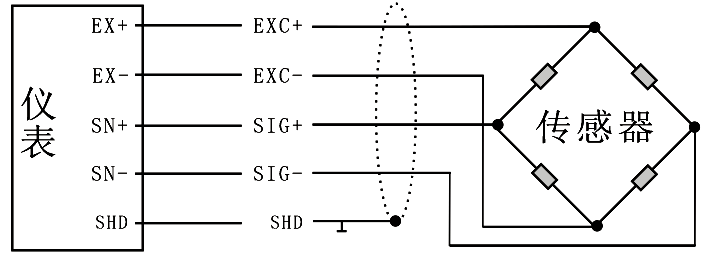 仪表
EX+ EXC+
EX- EXC-
SN+ SIG+
SN- SIG-
SHD SHD
传感器